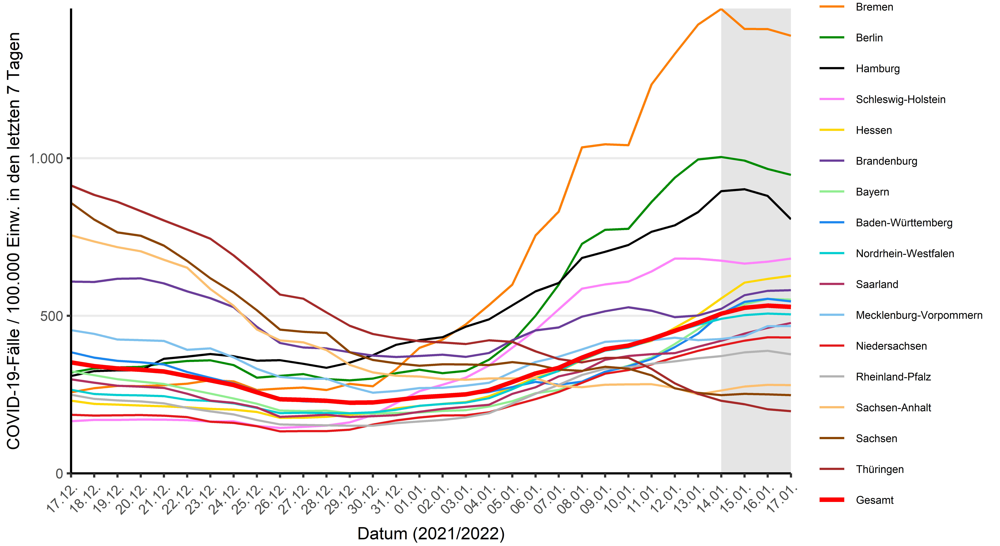 COVID-19-Fälle / 100.000 Einw. in den letzten 7 Tagen
1.000
500
0
17.12.
18.12.
19.12.
20.12.
21.12.
22.12.
23.12.
24.12.
25.12.
26.12.
27.12.
28.12.
29.12.
30.12.
31.12.
01.01.
02.01.
03.01.
04.01.
05.01.
06.01.
07.01.
08.01.
09.01.
10.01.
11.01.
12.01.
13.01.
14.01.
15.01.
16.01.
17.01.
Datum (2021/2022)
Bremen
Berlin
Hamburg
Schleswig-Holstein
Hessen
Brandenburg
Bayern
Baden-Württemberg
Nordrhein-Westfalen
Saarland
Mecklenburg-Vorpommern
Niedersachsen
Rheinland-Pfalz
Sachsen-Anhalt
Sachsen
Thüringen
Gesamt